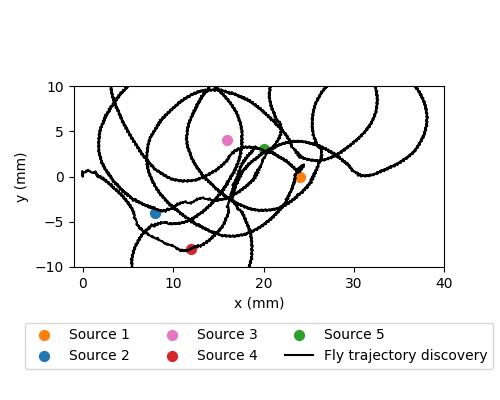 10
5
0
−5
−10
y (mm)
0
10
20
30
40
x (mm)
Source 1
Source 2
Source 3
Source 4
Source 5
Fly trajectory discovery